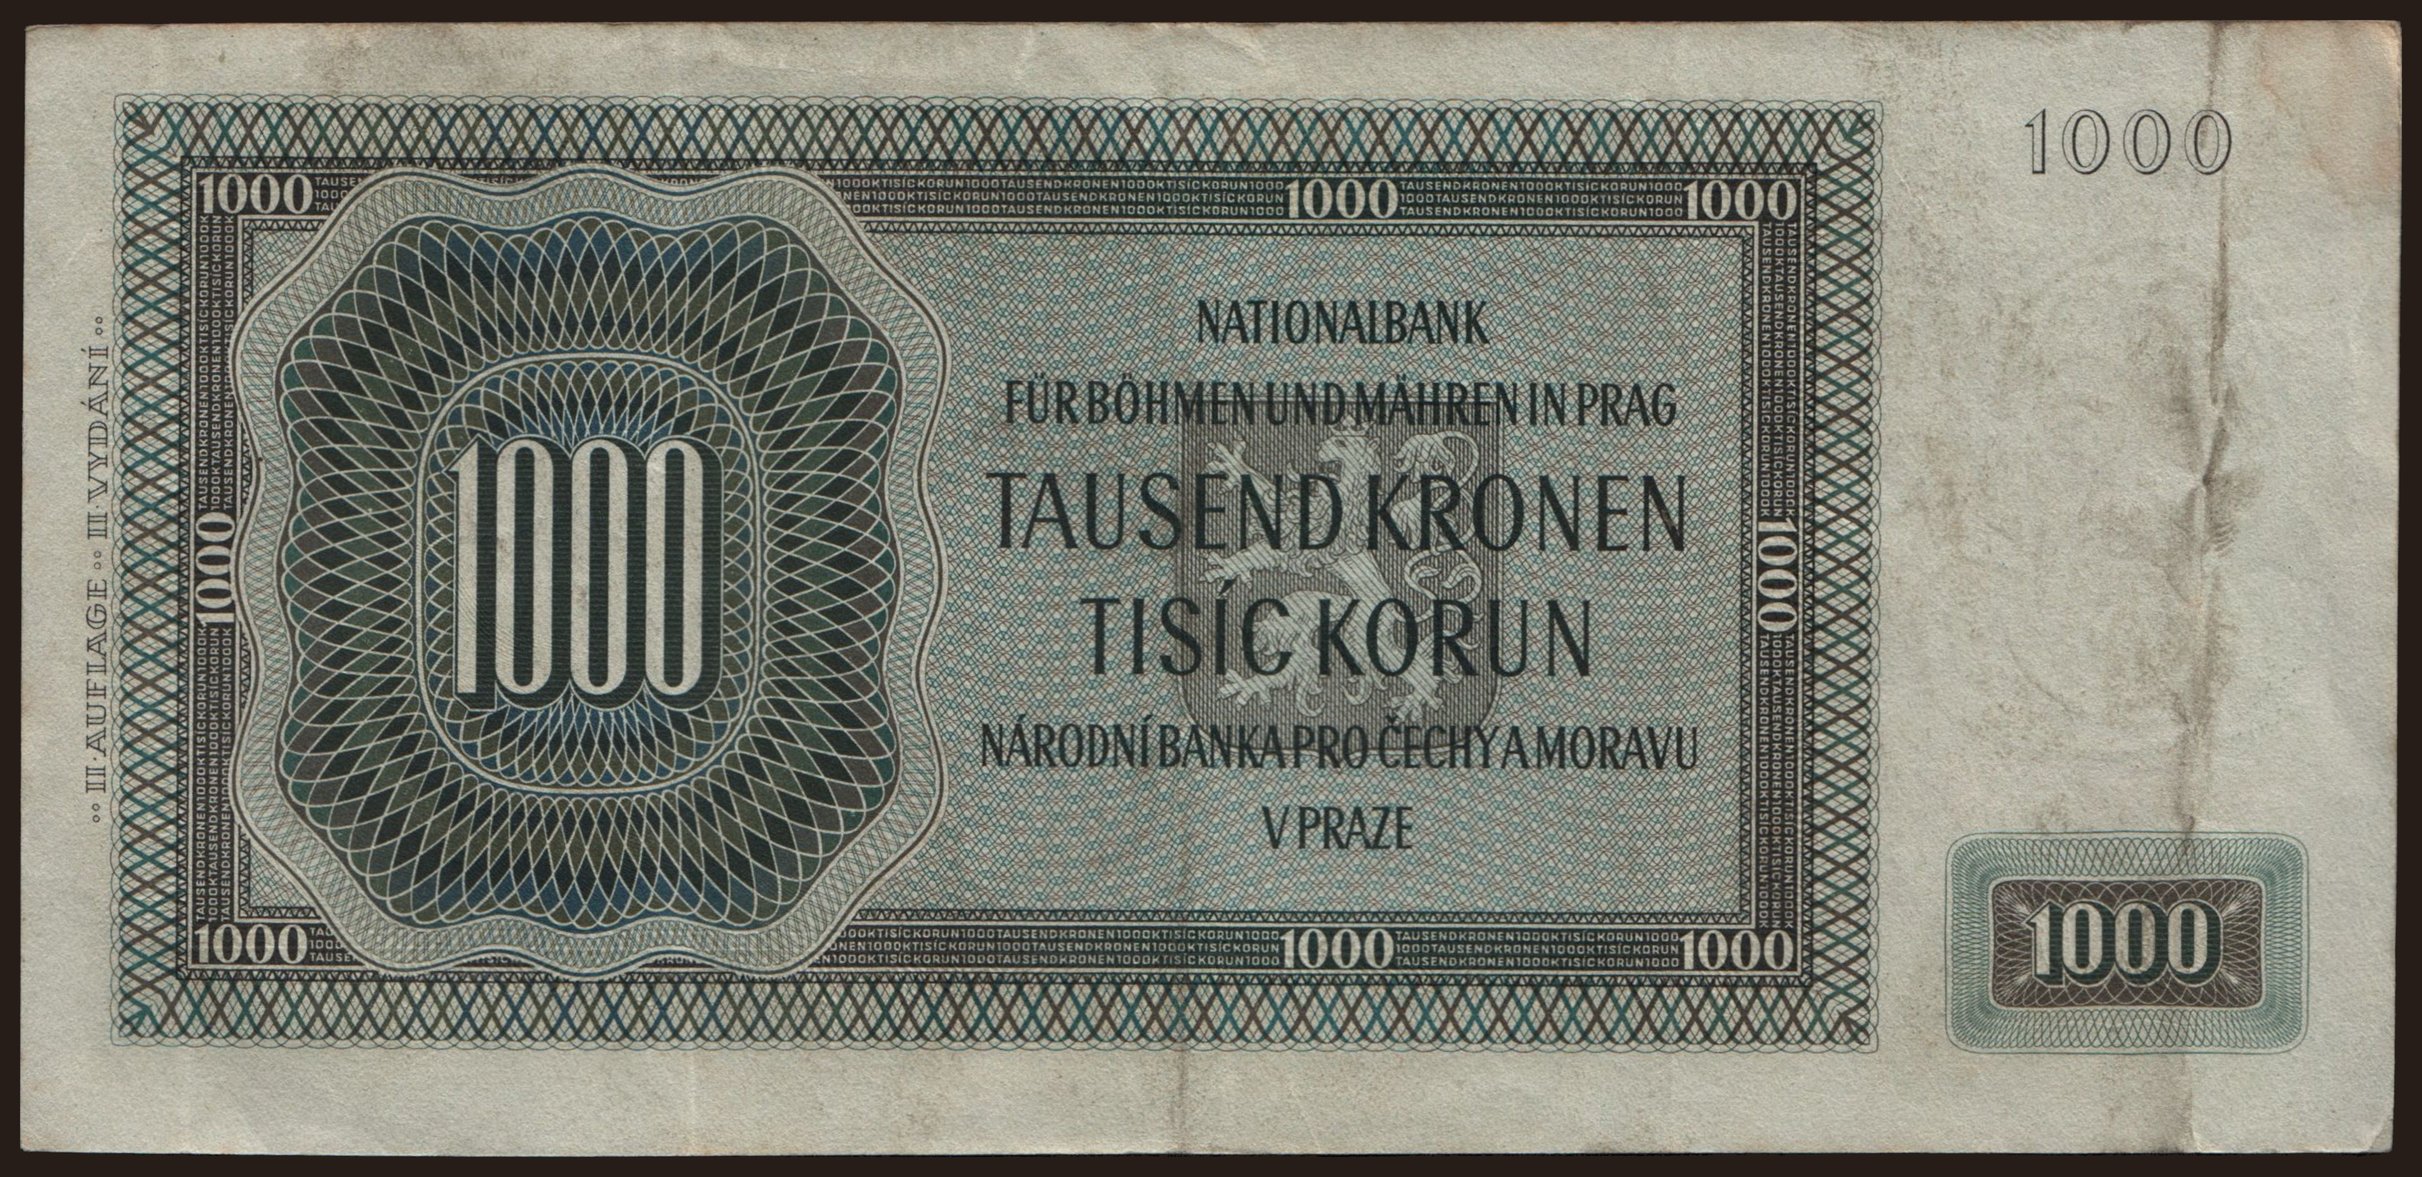 1000
°° III· AUFLAGE °° III· VYDÁNÍ °°
1000
1000
1000
1000
NATIONALBANK
FÜR BÖHMEN UND MÄHREN IN PRAG
TAUSEND KRONEN
TISÍC KORUN
NÁRODNÍ BANKA PRO ČECHY A MORAVU
V PRAZE
1000
1000
1000
1000
1000
1000
1000